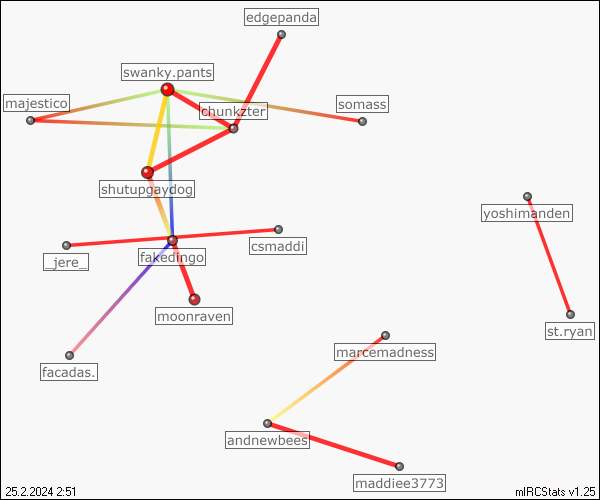 edgepanda
swanky.pants
majestico
chunkzter
somass
shutupgaydog
yoshimanden
_jere_
fakedingo
csmaddi
moonraven
st.ryan
marcemadness
facadas.
andnewbees
maddiee3773
25.2.2024 2:51
mIRCStats v1.25